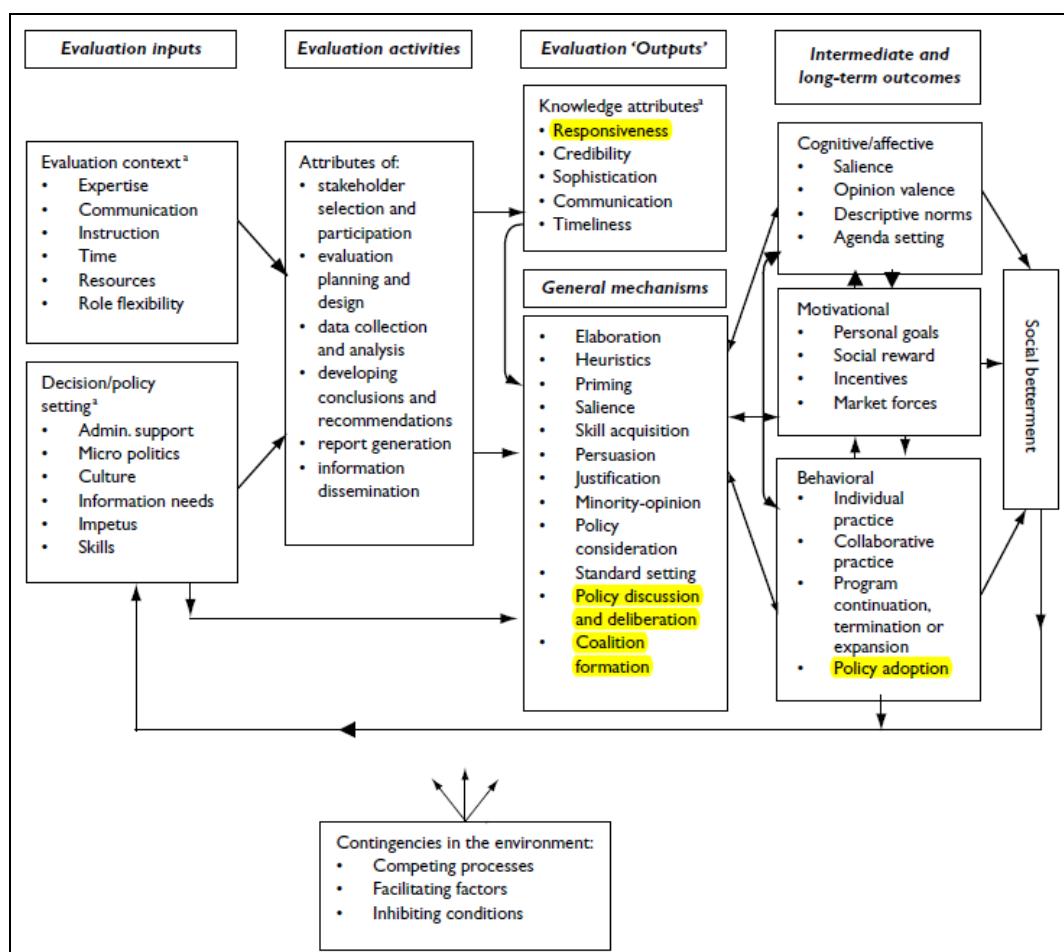 Evaluation inputs
Evaluation activities
Evaluation ‘Outputs’
Intermediate and
long-term outcomes
Evaluation context a
• Expertise
• Communication
• Instruction
• Time
• Resources
• Role flexibility
Decision/policy
setting a
• Admin. support
• Micro politics
• Culture
• Information needs
• Impetus
• Skills
Attributes of:
• stakeholder
selection and
participation
• evaluation
planning and
design
• data collection
and analysis
• developing
conclusions and
recommendations
• report generation
• information
dissemination
Knowledge attributes a
• Responsiveness
• Credibility
• Sophistication
• Communication
• Timeliness
General mechanisms
• Elaboration
• Heuristics
• Priming
• Salience
• Skill acquisition
• Persuasion
• Justification
• Minority-opinion
• Policy
consideration
• Standard setting
• Policy discussion
and deliberation
• Coalition
formation
Cognitive/affective
• Salience
• Opinion valence
• Descriptive norms
• Agenda setting
Motivational
• Personal goals
• Social reward
• Incentives
• Market forces
Behavioral
• Individual
practice
• Collaborative
practice
• Program
continuation,
termination or
expansion
• Policy adoption
Social betterment
Contingencies in the environment:
• Competing processes
• Facilitating factors
• Inhibiting conditions